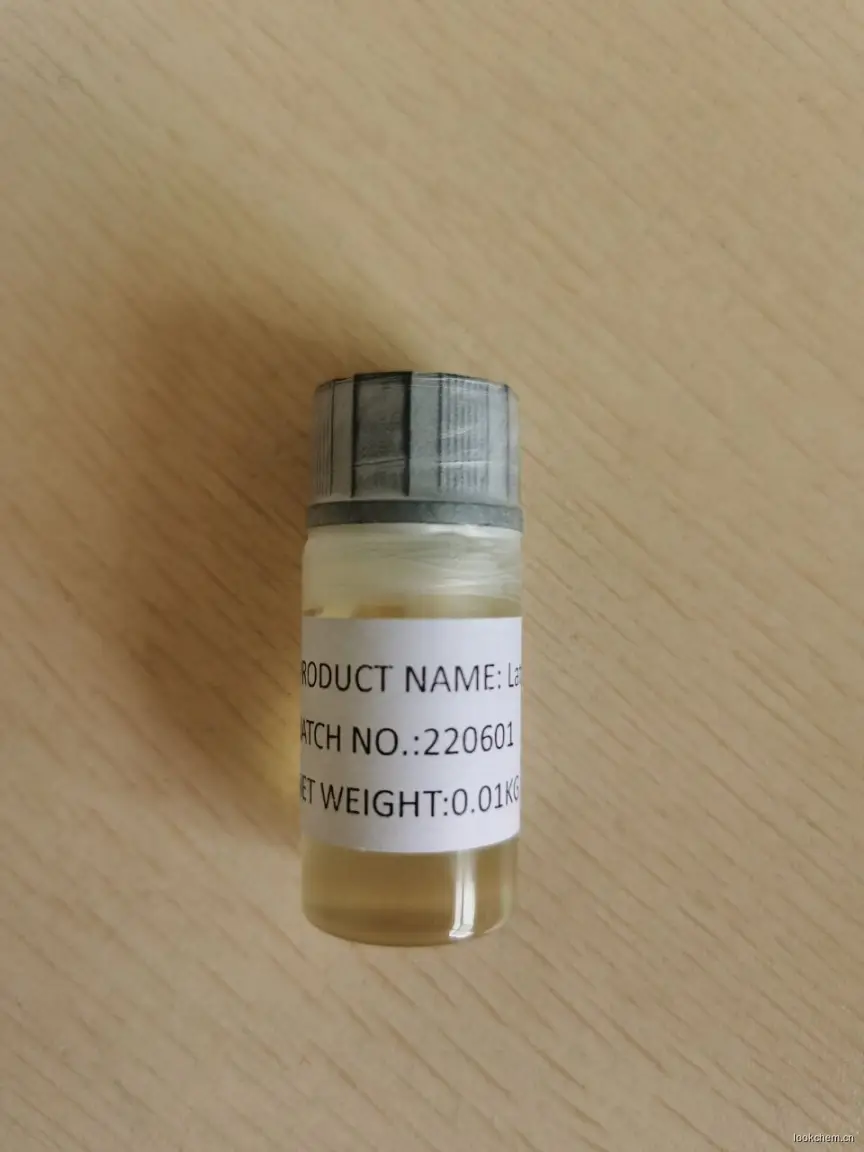 RODUCT NAME: La
ATCH NO.:220601
ET WEIGHT:0.01KG
lookchem.cn